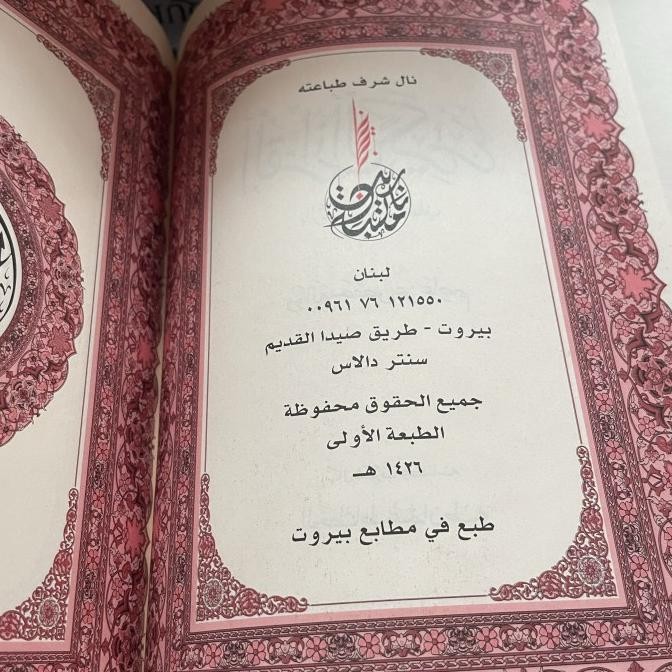 نال شرف طباعته
لبنان
٠٠٩٦١ ٧٦ ١٢١٥٥٠
بيروت - طريق صيدا القديم
سنتر دالاس
جميع الحقوق محفوظة
الطبعة الأولى
١٤٢٦ هـ
طبع في مطابع بيروت